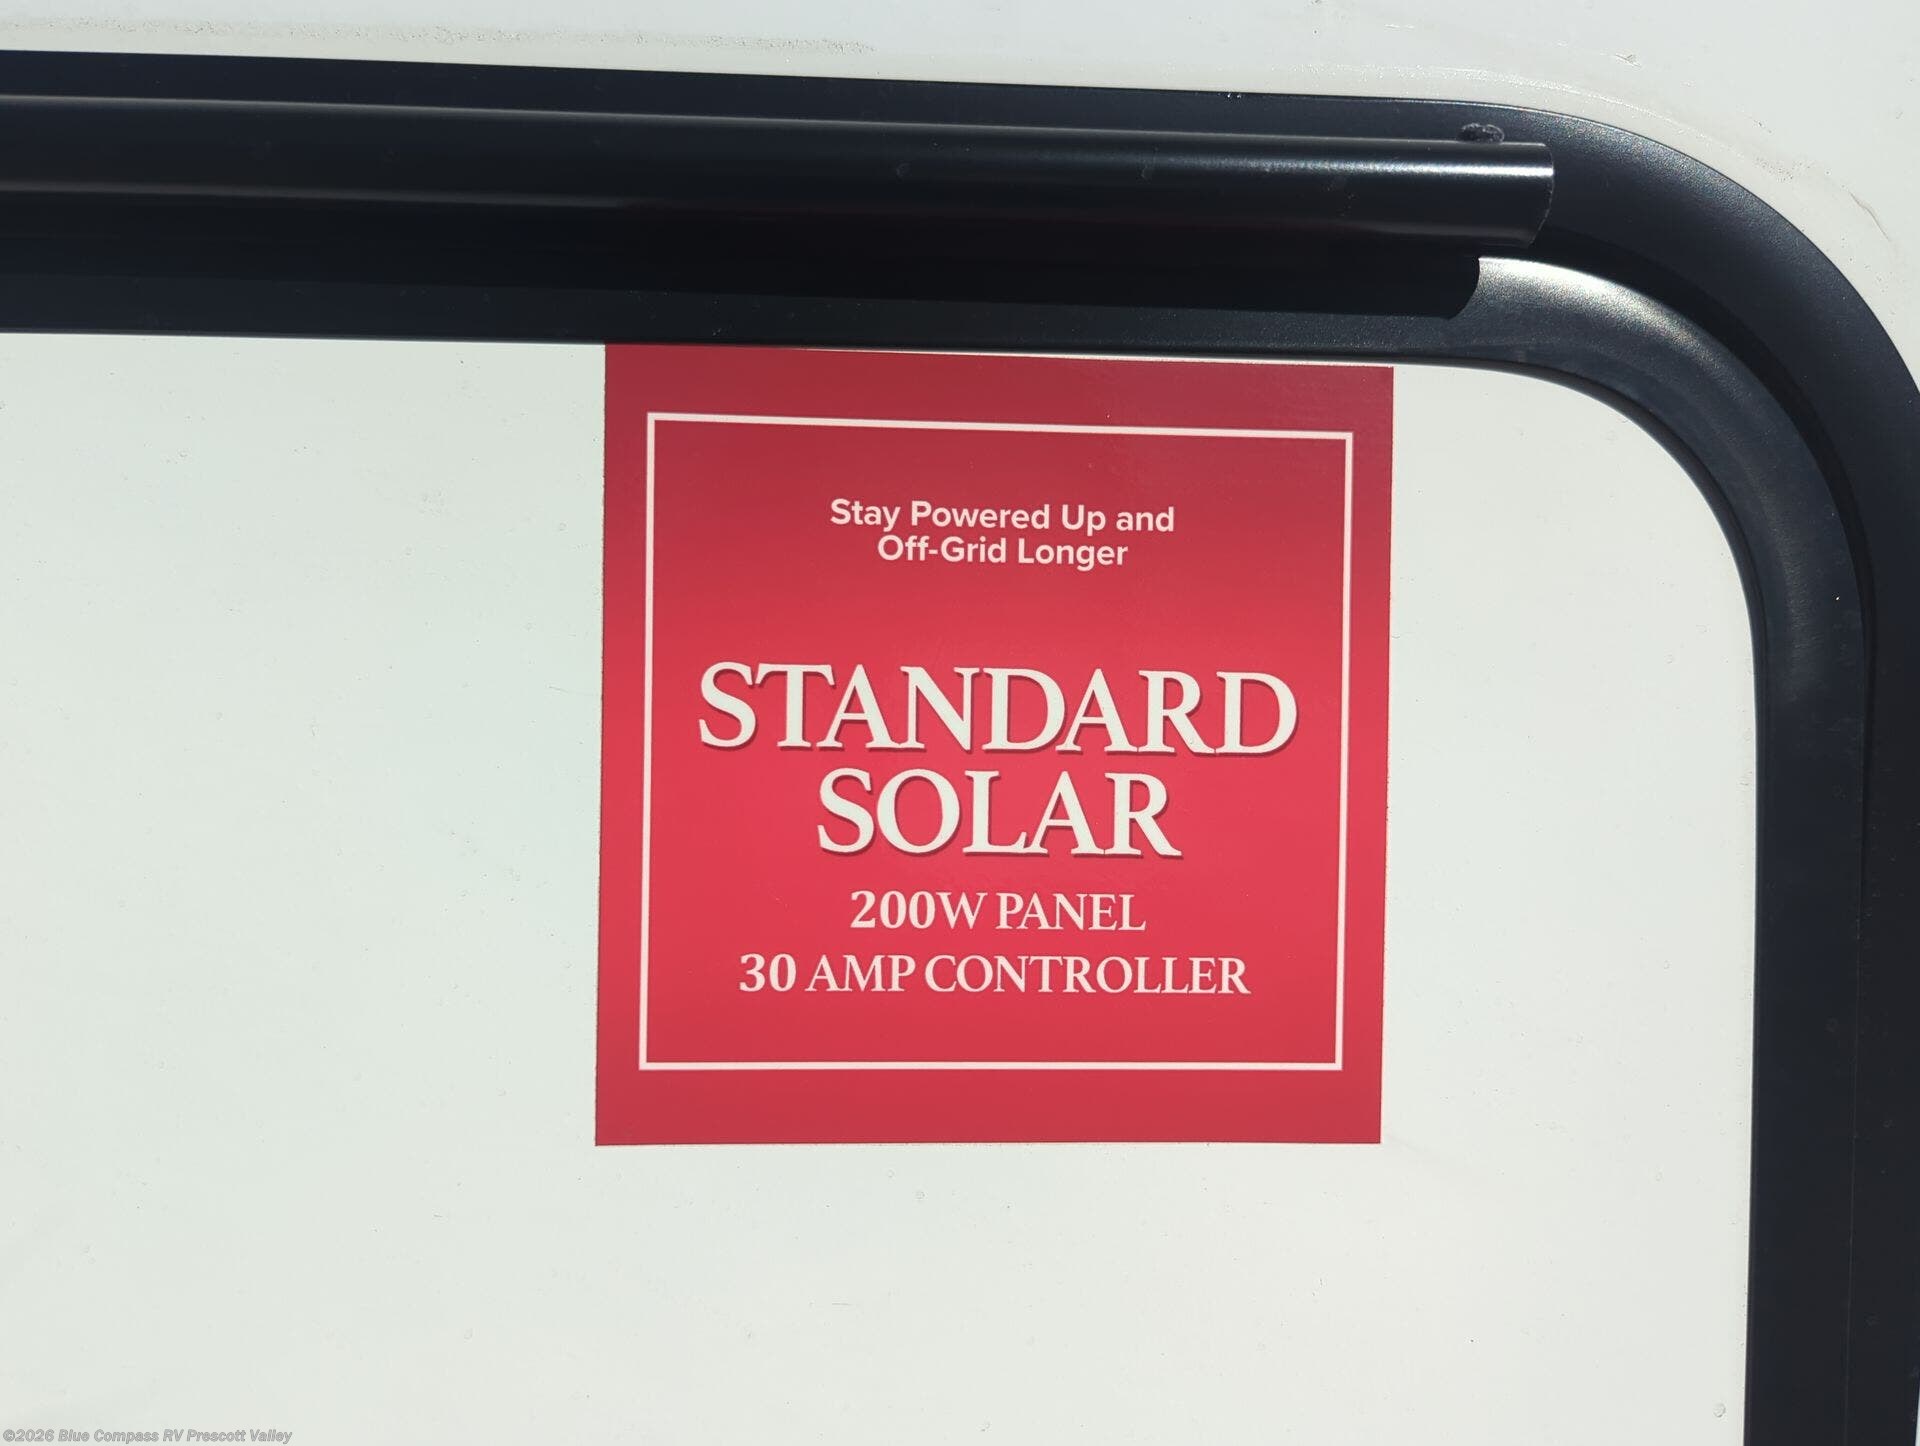 Stay Powered Up and
Off-Grid Longer
STANDARD
SOLAR
200W PANEL
30 AMP CONTROLLER
©2026 Blue Compass RV Prescott Valley